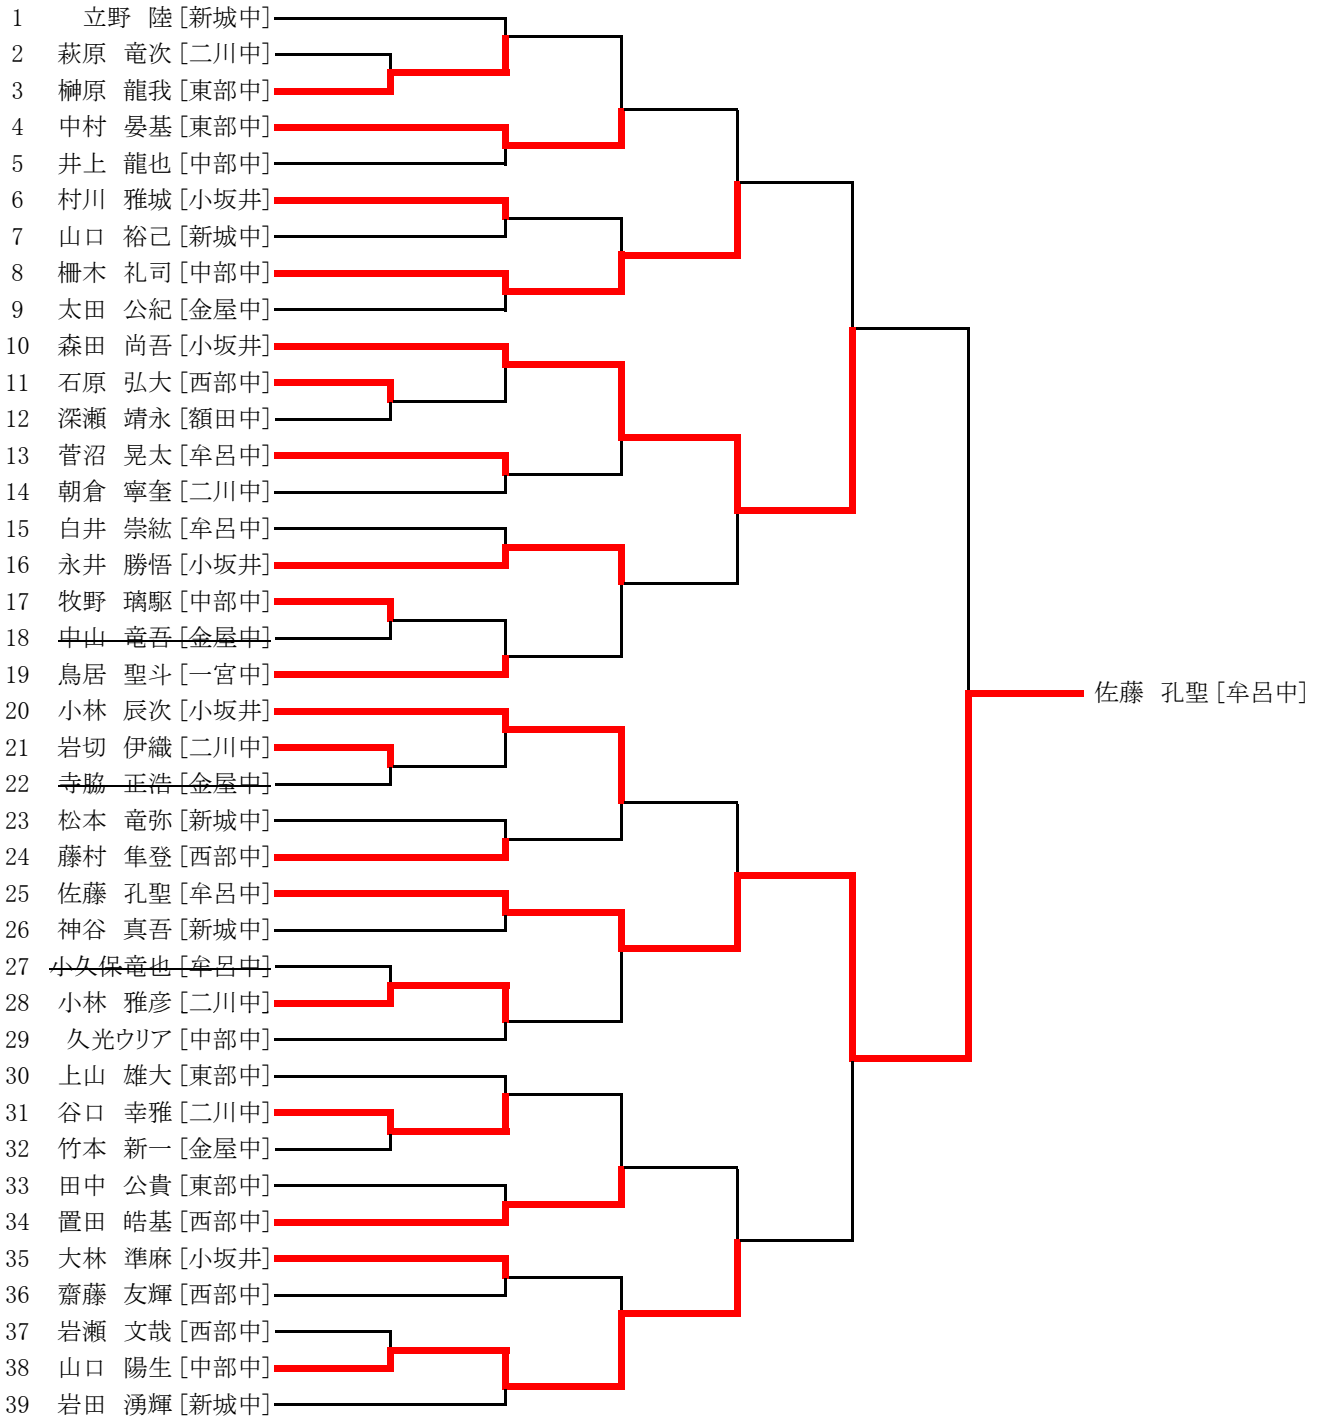 1 立野 陸 [新城中]
2 萩原 竜次 [二川中]
3 榊原 龍我 [東部中]
4 中村 晏基 [東部中]
5 井上 龍也 [中部中]
6 村川 雅城 [小坂井]
7 山口 裕己 [新城中]
8 柵木 礼司 [中部中]
9 太田 公紀 [金屋中]
10 森田 尚吾 [小坂井]
11 石原 弘大 [西部中]
12 深瀬 靖永 [額田中]
13 菅沼 晃太 [牟呂中]
14 朝倉 寧奎 [二川中]
15 白井 崇紘 [牟呂中]
16 永井 勝悟 [小坂井]
17 牧野 璃駆 [中部中]
18 中山 竜吾 [金屋中]
19 鳥居 聖斗 [一宮中]
20 小林 辰次 [小坂井]
21 岩切 伊織 [二川中]
22 寺脇 正浩 [金屋中]
23 松本 竜弥 [新城中]
24 藤村 隼登 [西部中]
25 佐藤 孔聖 [牟呂中]
26 神谷 真吾 [新城中]
27 小久保竜也 [牟呂中]
28 小林 雅彦 [二川中]
29 久光ウリア [中部中]
30 上山 雄大 [東部中]
31 谷口 幸雅 [二川中]
32 竹本 新一 [金屋中]
33 田中 公貴 [東部中]
34 置田 皓基 [西部中]
35 大林 準麻 [小坂井]
36 齋藤 友輝 [西部中]
37 岩瀬 文哉 [西部中]
38 山口 陽生 [中部中]
39 岩田 湧輝 [新城中]
佐藤 孔聖 [牟呂中]